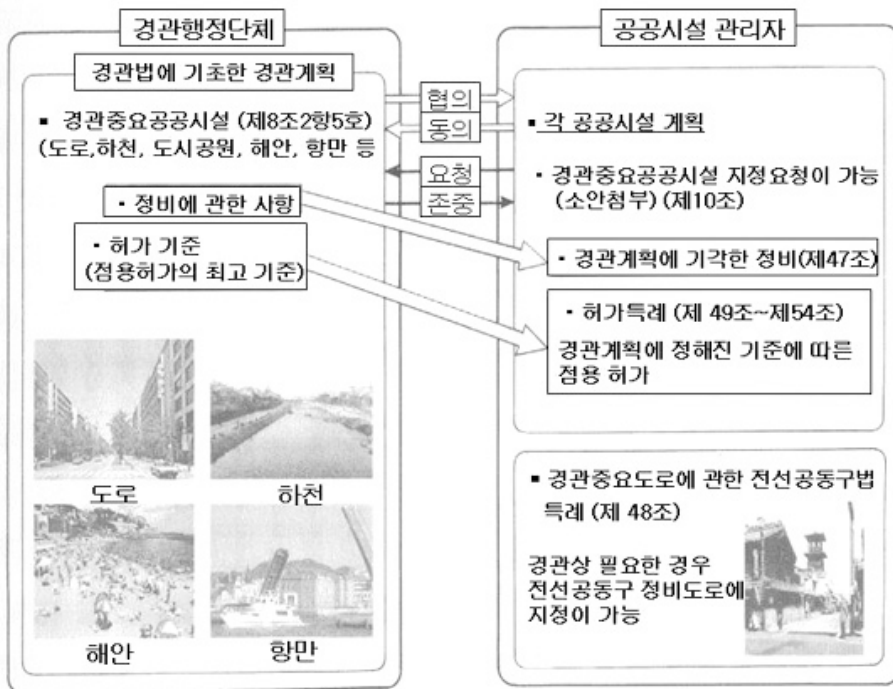 경관행정단체
경관법에 기초한 경관계획
▪ 경관중요공공시설 (제8조2항5호)
(도로,하천, 도시공원, 해안, 항만 등
· 정비에 관한 사항
· 허가 기준
(점용허가의 최고 기준)
도로
하천
해안
항만
협의
동의
요청
존중
공공시설 관리자
▪ 각 공공시설 계획
· 경관중요공공시설 지정요청이 가능
(소안첨부) (제10조)
· 경관계획에 기각한 정비(제47조)
· 허가특례 (제 49조~제54조)
경관계획에 정해진 기준에 따른
점용 허가
▪ 경관중요도로에 관한 전선공동구법
특례 (제 48조)
경관상 필요한 경우
전선공동구 정비도로에
지정이 가능